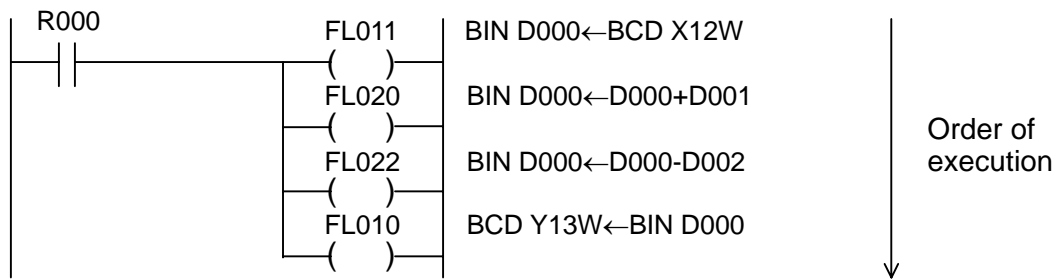 R000
FL011 BIN D000←BCD X12W
FL020 BIN D000←D000+D001
FL022 BIN D000←D000-D002
FL010 BCD Y13W←BIN D000
Order of
execution